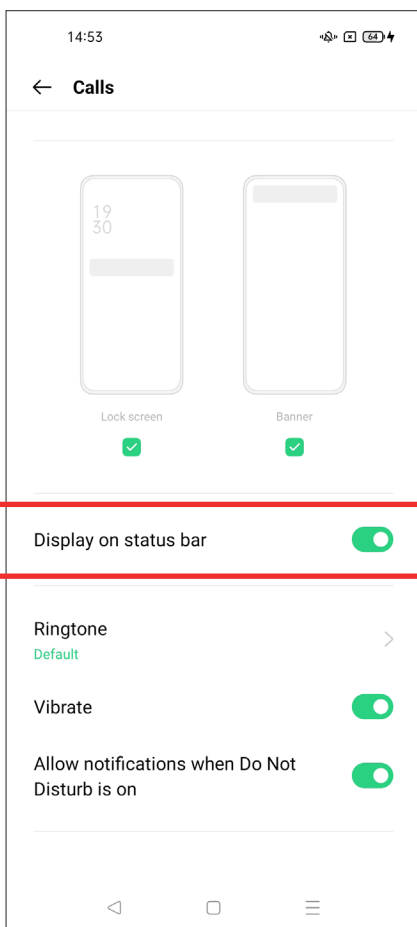 14:53
64
Calls
19
30
Lock screen
Banner
Display on status bar
Ringtone
Default
Vibrate
Allow notifications when Do Not
Disturb is on